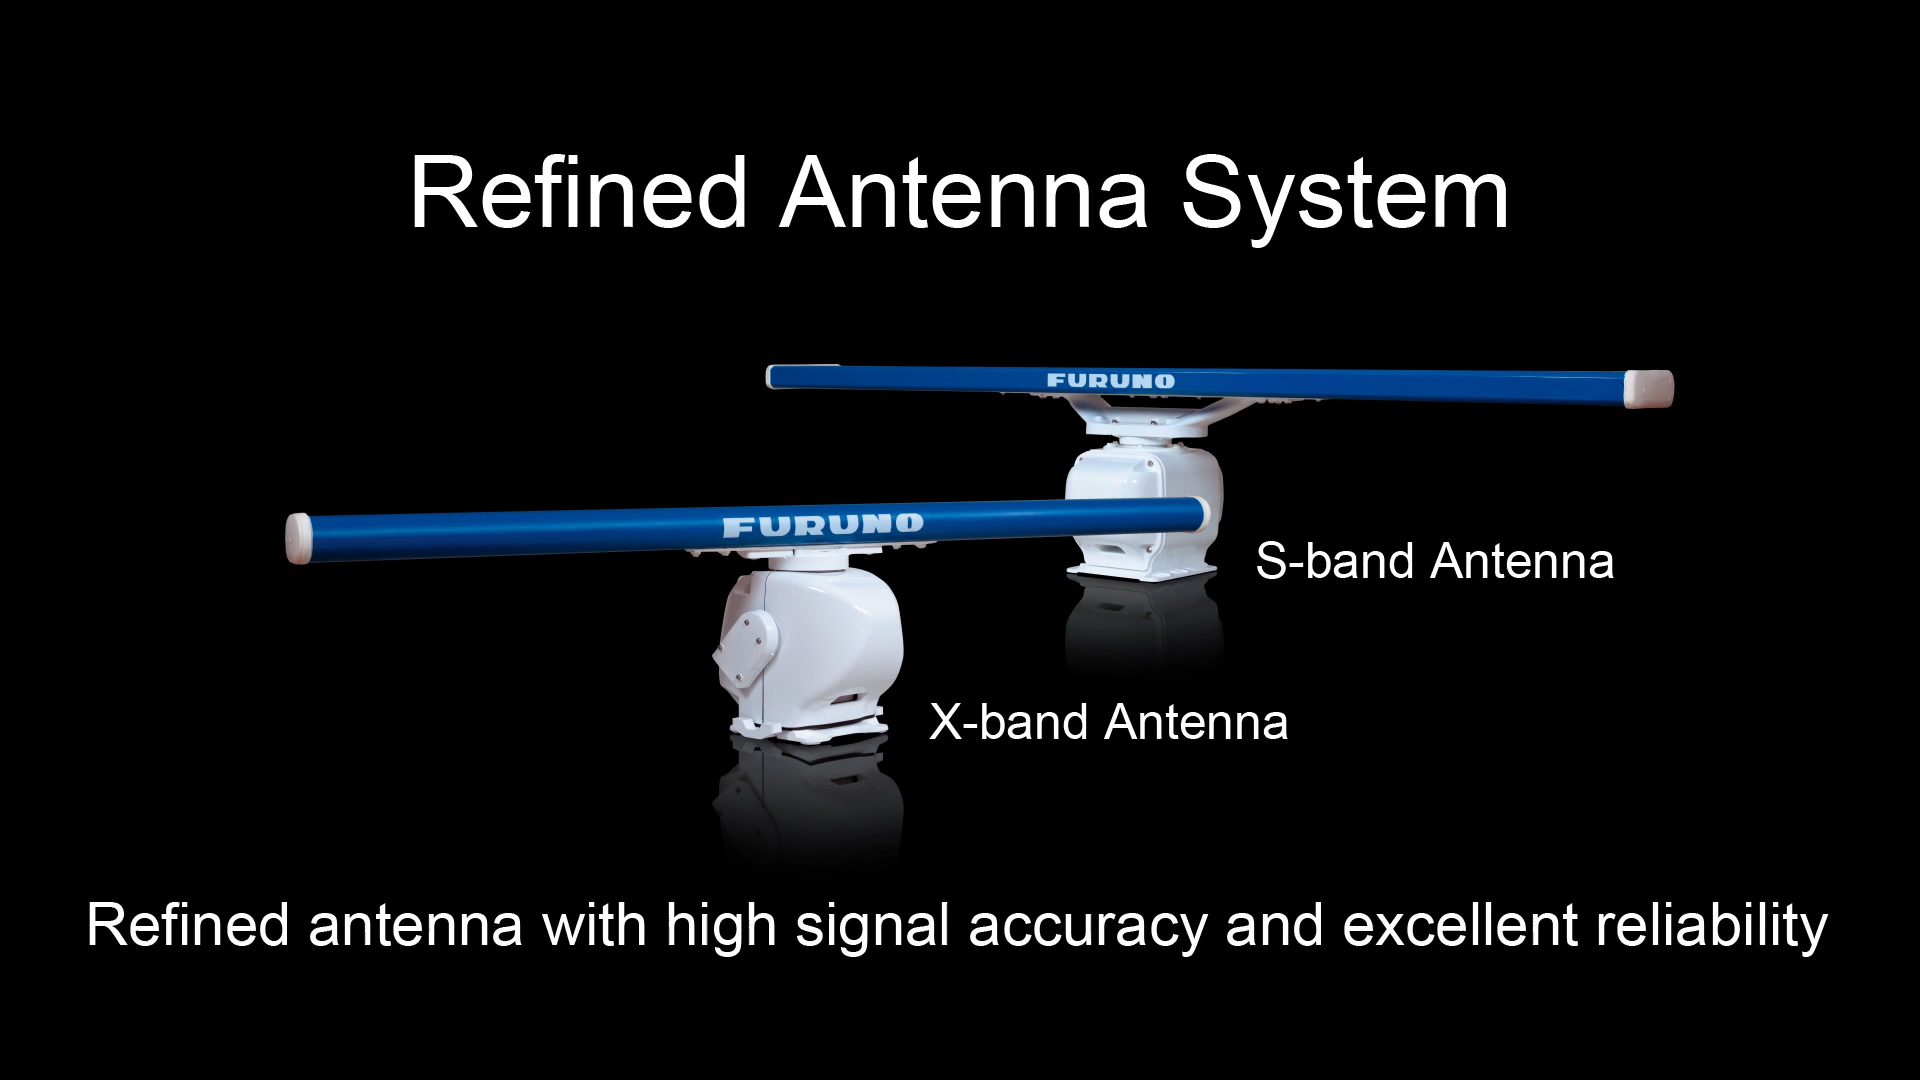 Refined Antenna System
FURUNO
FURUNO
S-band Antenna
X-band Antenna
Refined antenna with high signal accuracy and excellent reliability